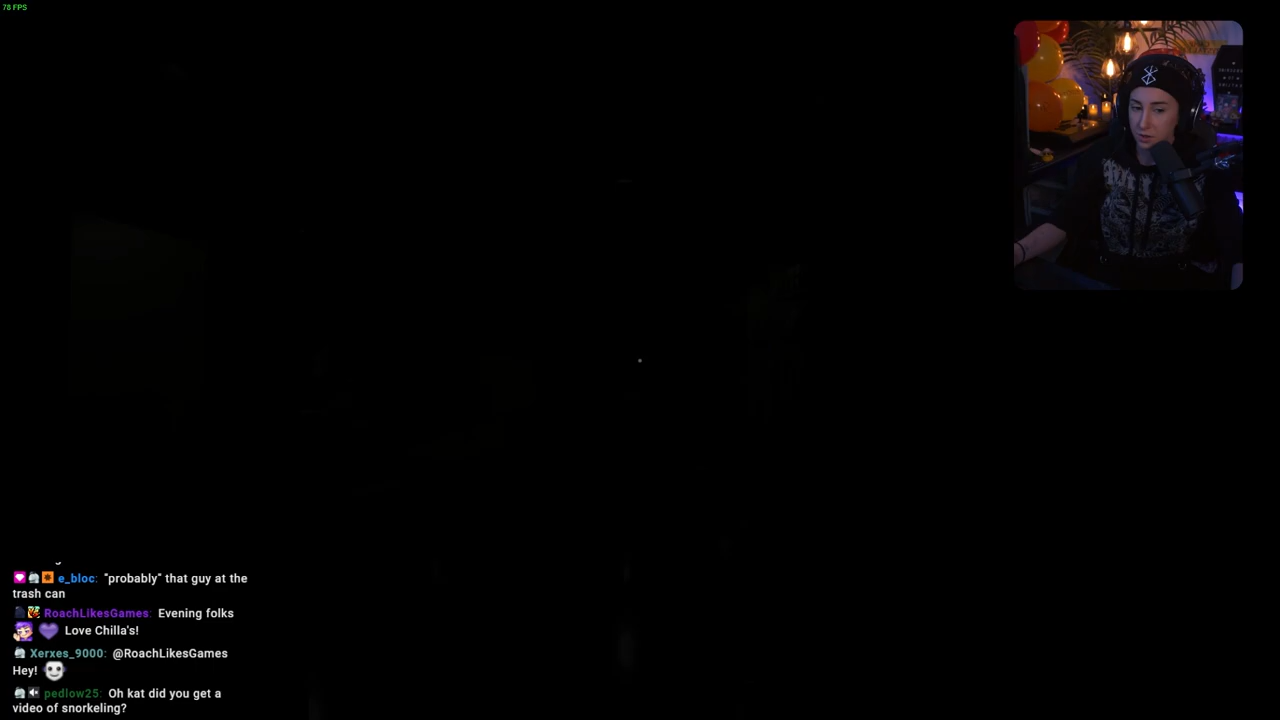 78 FPS
e_bloc: "probably" that guy at the
trash can
RoachLikesGames: Evening folks
Love Chilla's!
Xerxes_9000: @RoachLikesGames
Hey!
pedlow25: Oh kat did you get a
video of snorkeling?